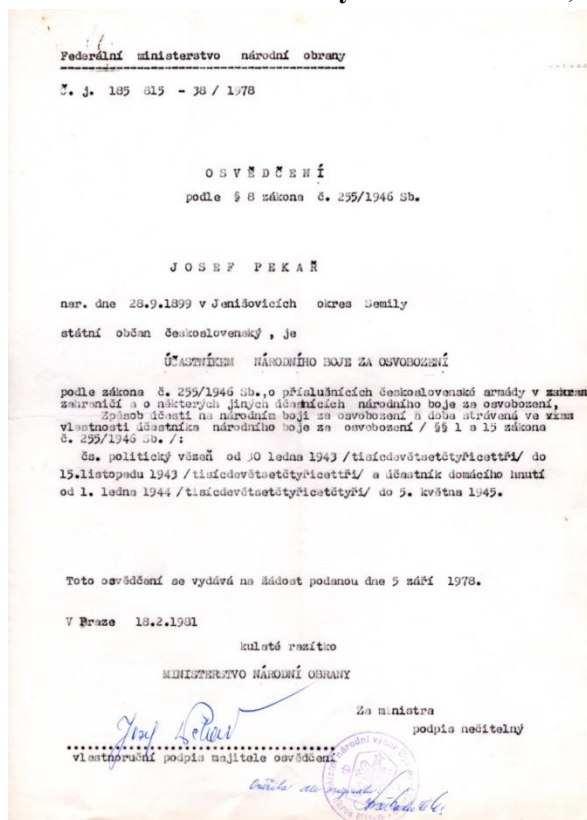 Federální ministerstvo národní obrany
Č. j. 185 815 - 38 / 1978
OSVĚDČENÍ
podle § 8 zákona č. 255/1946 Sb.
JOSEF PEKAŘ
nar. dne 28.9.1899 v Jenišovicích okres Semily
státní občan československý , je
ÚČASTNÍKEM NÁRODNÍHO BOJE ZA OSVOBOZENÍ
podle zákona č. 255/1946 Sb.,o příslušnících československé armády v
zahraničí a o některých jiných účastnících národního boje za osvobození,
Způsob účasti na národním boji za osvobození a doba strávená ve
vlastnosti účastníka národního boje za osvobození / §§ 1 a 15 zákona
č. 255/1946 Sb. /:
čs. politický vězeň od 30 ledna 1943 /tisícdevětsetčtyřicettři/ do
15.listopadu 1943 /tisícdevětsetčtyřicettři/ a účastník domácího hnutí
od 1. ledna 1944 /tisícdevětsetčtyřicetčtyři/ do 5. května 1945.
Toto osvědčení se vydává na žádost podanou dne 5 září 1978.
V Praze 18.2.1981
kulaté razítko
MINISTERSTVO NÁRODNÍ OBRANY
Za ministra
podpis nečitelný
Josef Pekař
vlastnoruční podpis majitele osvědčení
národní výbor